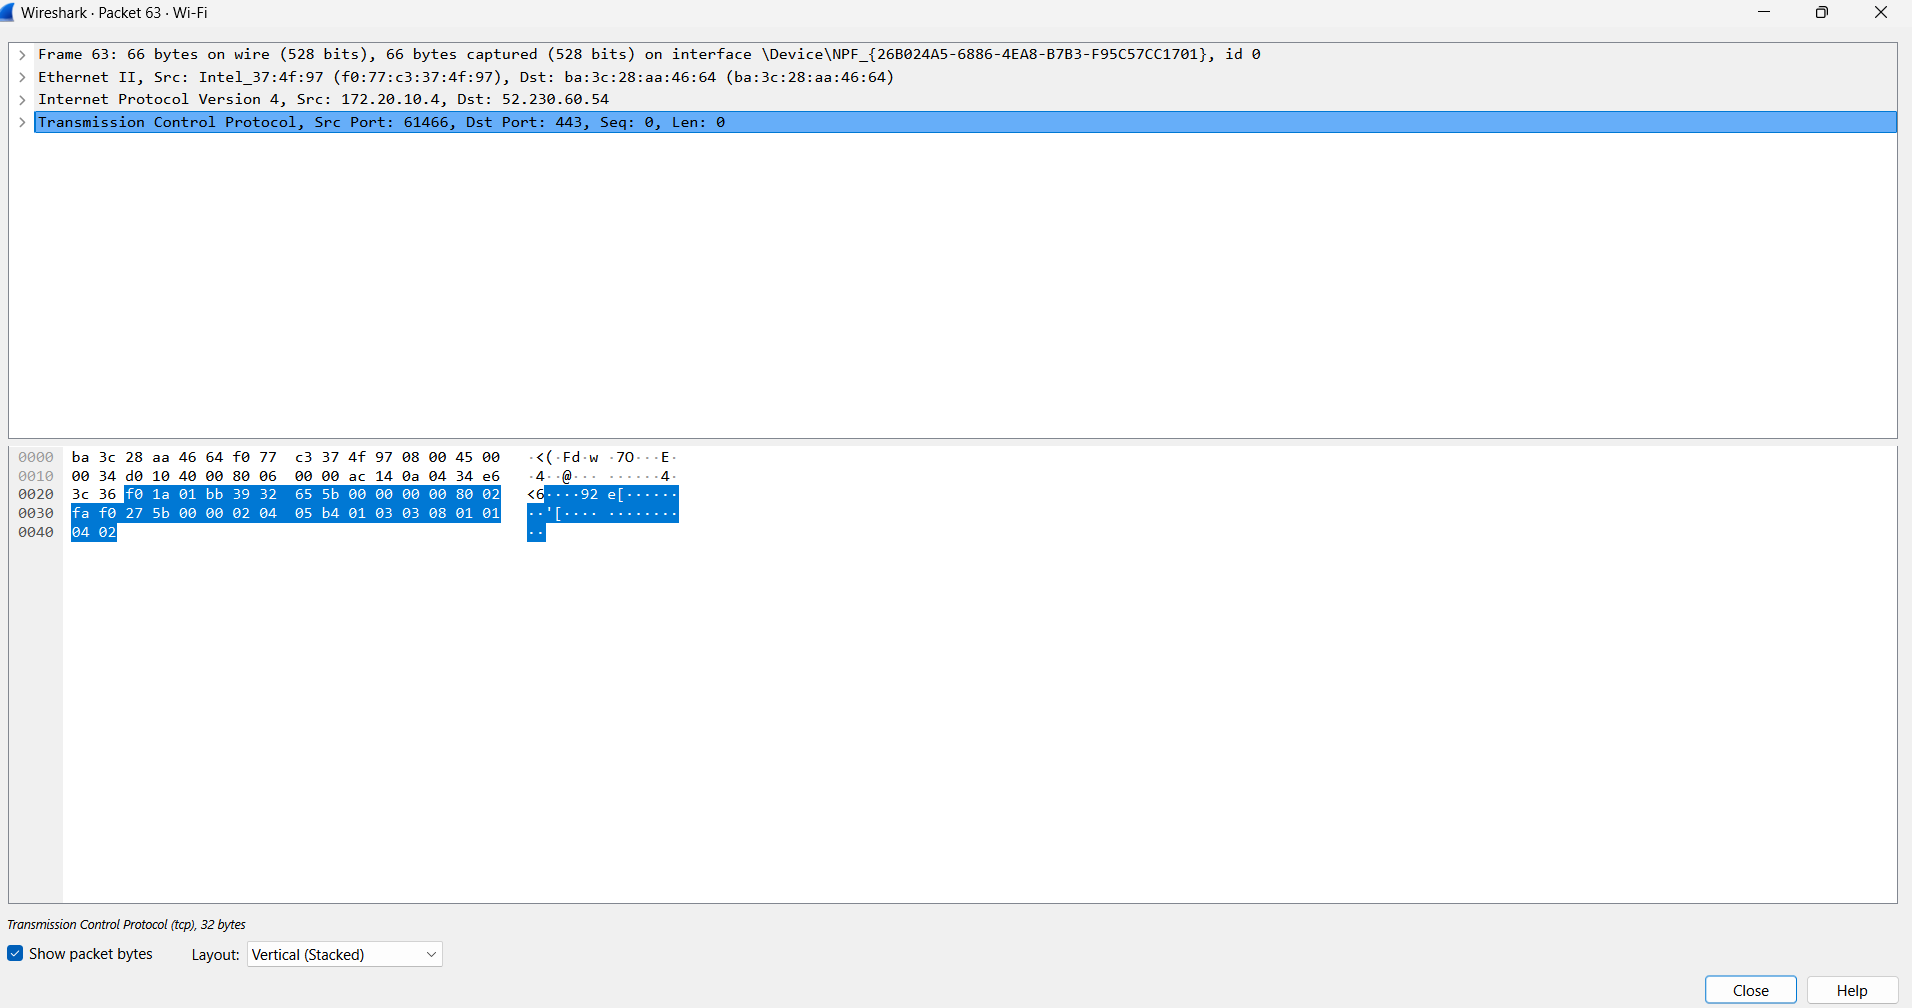 Wireshark · Packet 63 · Wi-Fi
Frame 63: 66 bytes on wire (528 bits), 66 bytes captured (528 bits) on interface \Device\NPF_{26B024A5-6886-4EA8-B7B3-F95C57CC1701}, id 0
Ethernet II, Src: Intel_37:4f:97 (f0:77:c3:37:4f:97), Dst: ba:3c:28:aa:46:64 (ba:3c:28:aa:46:64)
Internet Protocol Version 4, Src: 172.20.10.4, Dst: 52.230.60.54
Transmission Control Protocol, Src Port: 61466, Dst Port: 443, Seq: 0, Len: 0
0000 ba 3c 28 aa 46 64 f0 77 c3 37 4f 97 08 00 45 00 ·<(·Fd·w ·7O···E·
0010 00 34 d0 10 40 00 80 06 00 00 ac 14 0a 04 34 e6 ·4··@··· ······4·
0020 3c 36 f0 1a 01 bb 39 32 65 5b 00 00 00 00 80 02 <6····92 e[······
0030 fa f0 27 5b 00 00 02 04 05 b4 01 03 03 08 01 01 ··'[···· ········
0040 04 02 ··
Transmission Control Protocol (tcp), 32 bytes
Show packet bytes Layout: Vertical (Stacked)
Close Help